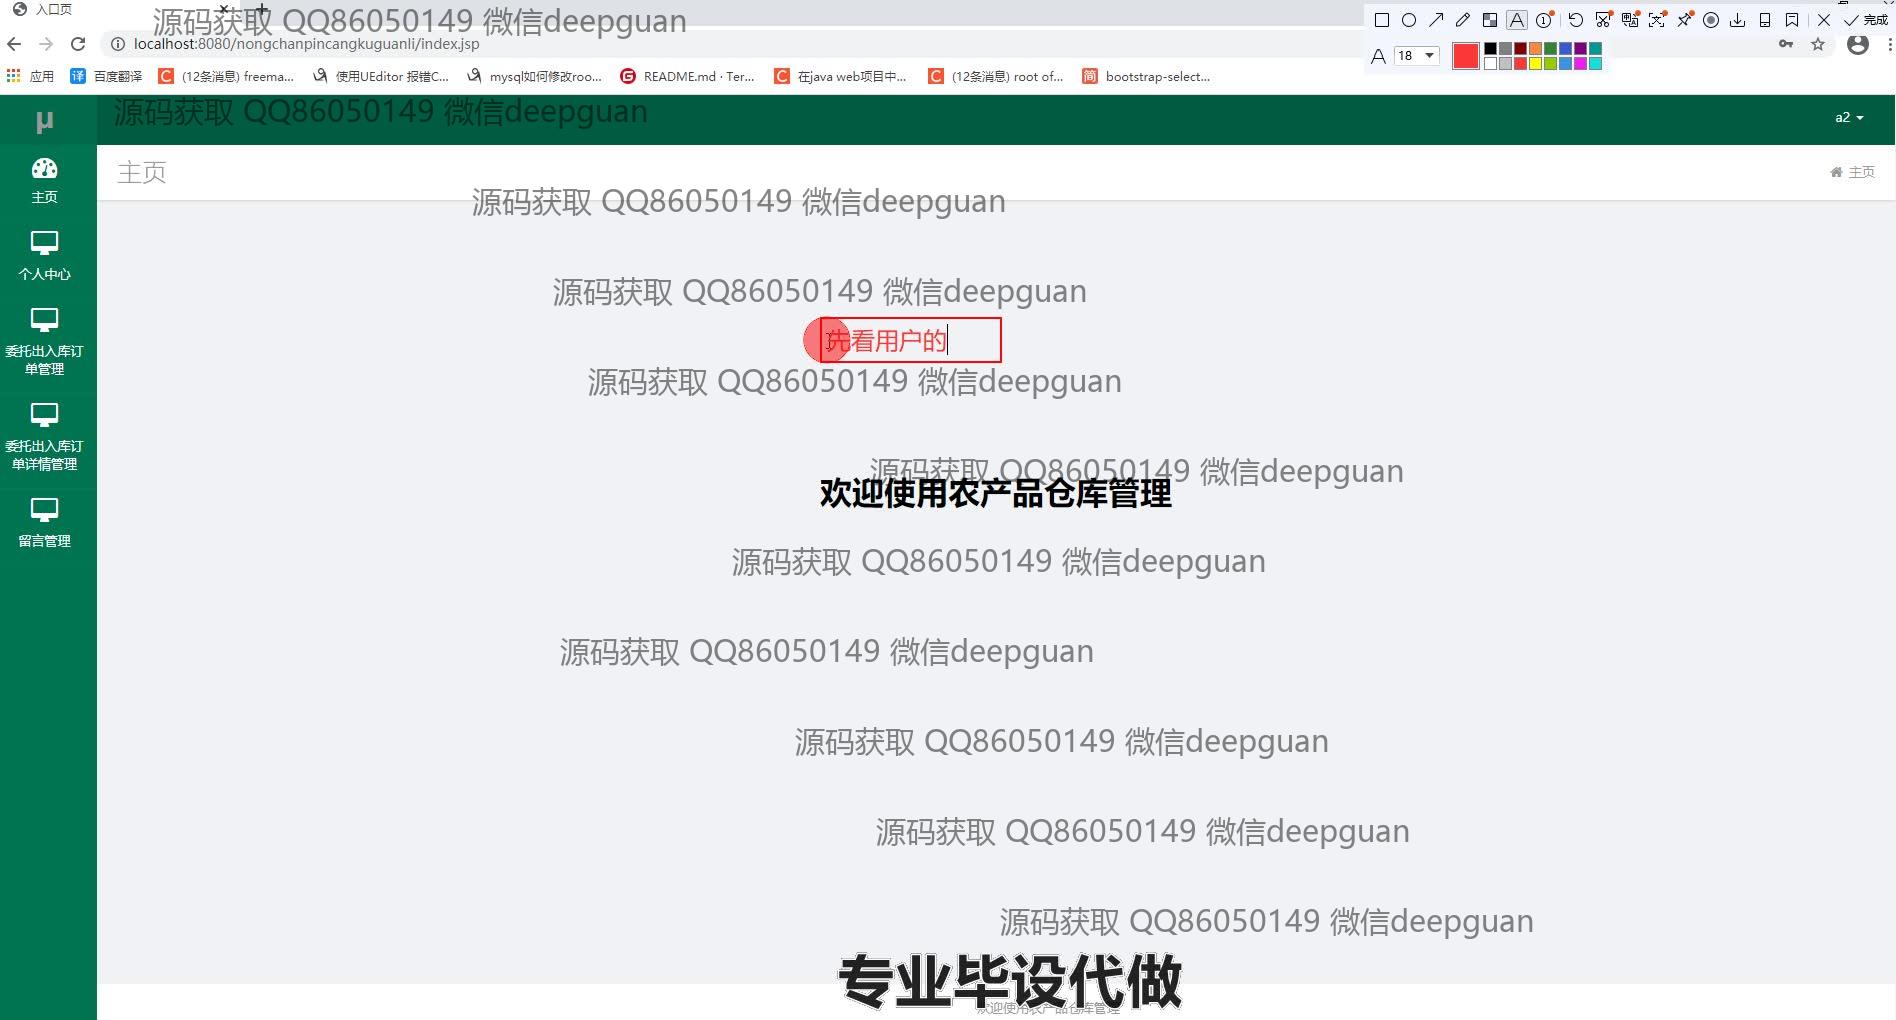 入口页
源码获取 QQ86050149 微信deepguan
完成
localhost:8080/nongchanpincangkuguanli/index.jsp
A 18
应用 百度翻译 (12条消息) freema... 使用UEditor 报错C... mysql如何修改roo... README.md · Ter... 在java web项目中... (12条消息) root of... bootstrap-select...
源码获取 QQ86050149 微信deepguan
μ
a2
主页
主页
主页
源码获取 QQ86050149 微信deepguan
个人中心
源码获取 QQ86050149 微信deepguan
先看用户的
委托出入库订
单管理
源码获取 QQ86050149 微信deepguan
委托出入库订
单详情管理
源码获取 QQ86050149 微信deepguan
欢迎使用农产品仓库管理
留言管理
源码获取 QQ86050149 微信deepguan
源码获取 QQ86050149 微信deepguan
源码获取 QQ86050149 微信deepguan
源码获取 QQ86050149 微信deepguan
源码获取 QQ86050149 微信deepguan
专业毕设代做
欢迎使用农产品仓库管理